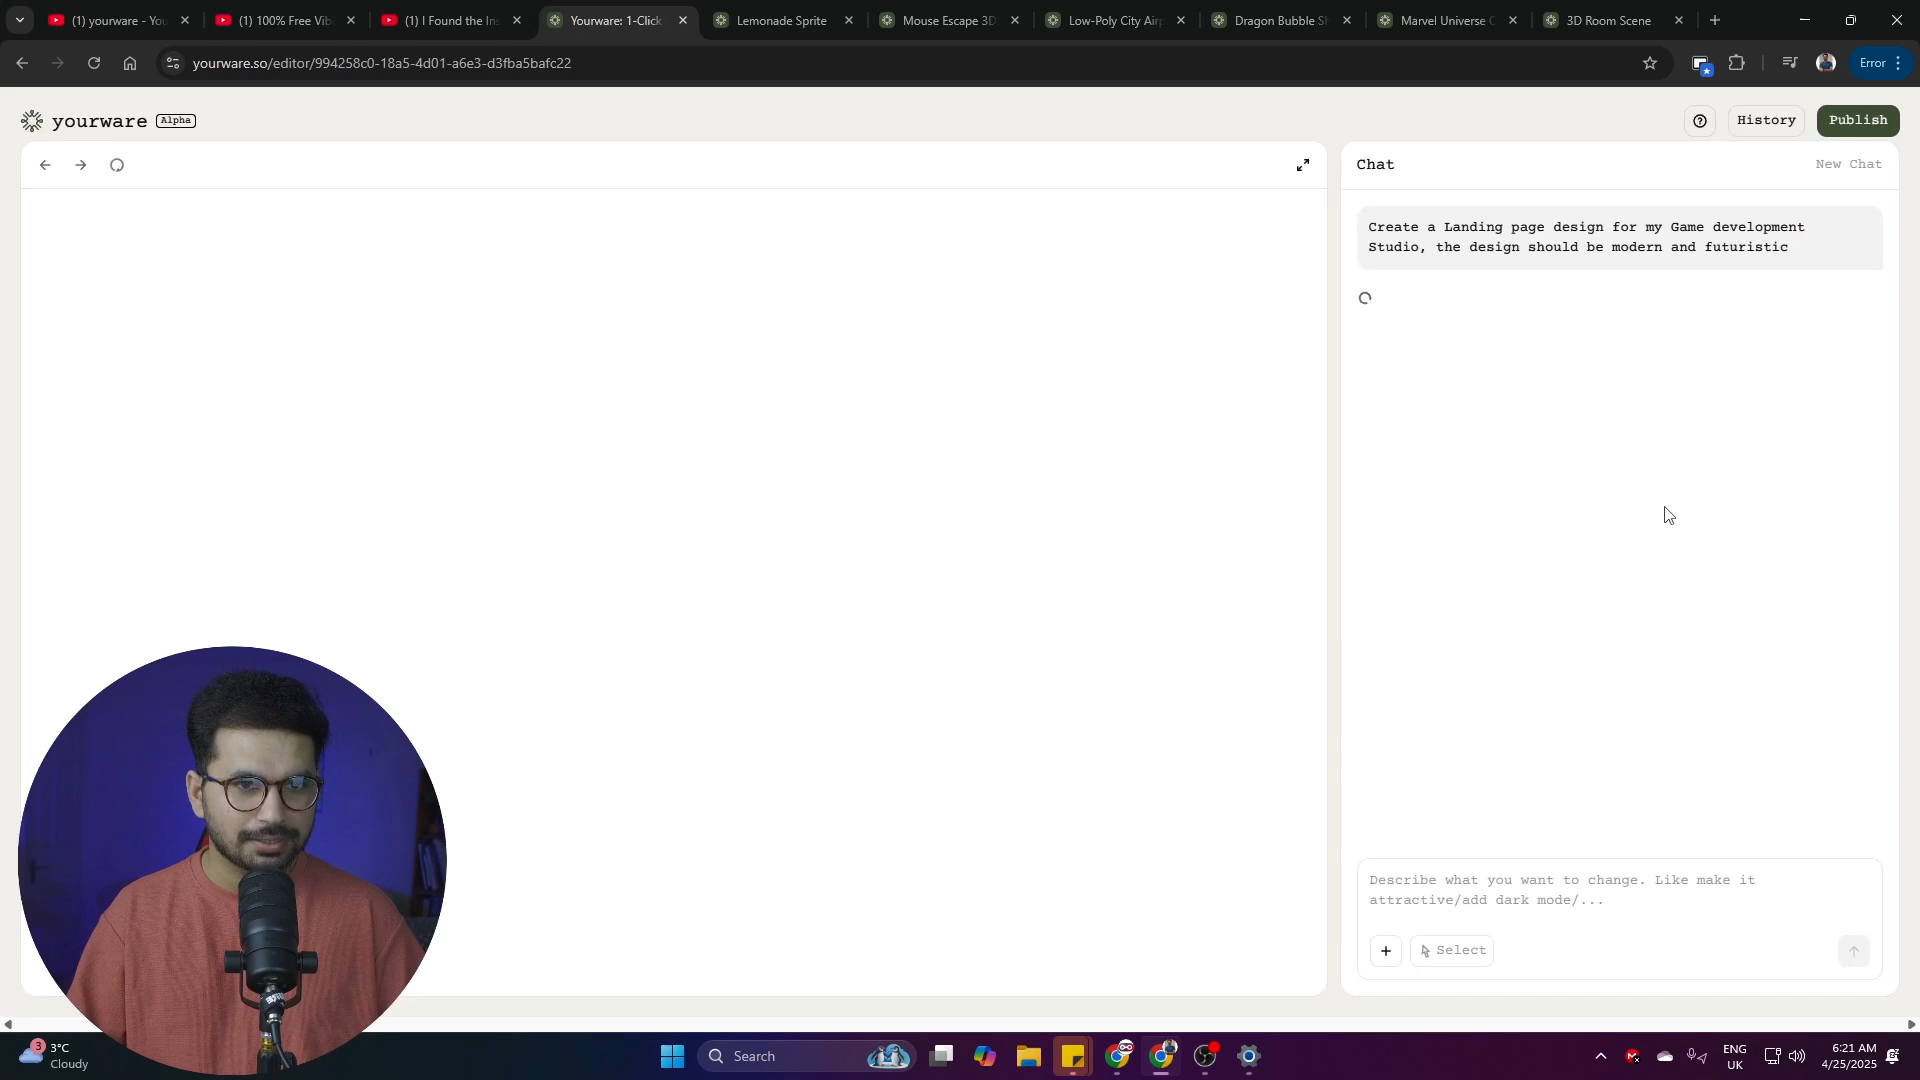 (1) yourware - You
(1) 100% Free Vib
(1) I Found the Ins
Yourware: 1-Click
Lemonade Sprite
Mouse Escape 3D
Low-Poly City Airp
Dragon Bubble Sh
Marvel Universe C
3D Room Scene
yourware.so/editor/994258c0-18a5-4d01-a6e3-d3fba5bafc22
Error
yourware Alpha
History
Publish
Chat
New Chat
Create a Landing page design for my Game development
Studio, the design should be modern and futuristic
Describe what you want to change. Like make it
attractive/add dark mode/...
Select
3
3°C
Cloudy
Search
ENG
UK
6:21 AM
4/25/2025